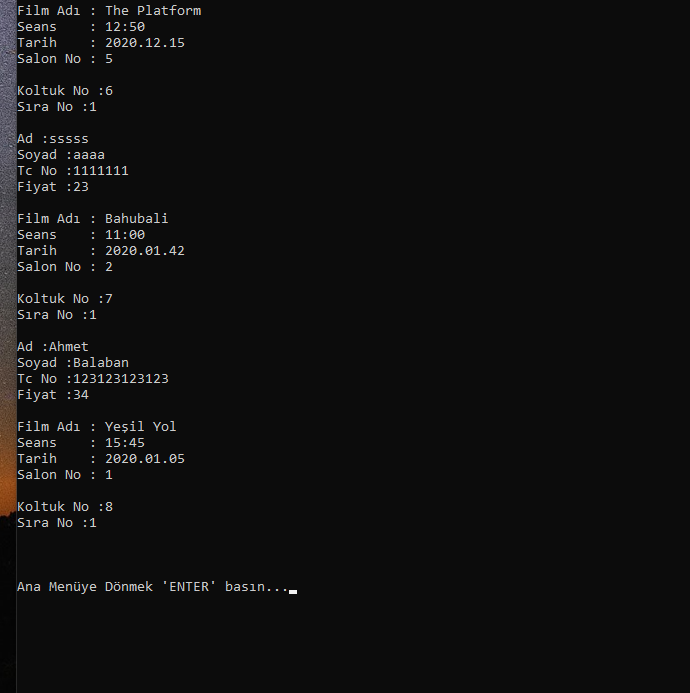 Film Adı : The Platform
Seans    : 12:50
Tarih    : 2020.12.15
Salon No : 5
Koltuk No :6
Sıra No :1
Ad :sssss
Soyad :aaaa
Tc No :1111111
Fiyat :23
Film Adı : Bahubali
Seans    : 11:00
Tarih    : 2020.01.42
Salon No : 2
Koltuk No :7
Sıra No :1
Ad :Ahmet
Soyad :Balaban
Tc No :123123123123
Fiyat :34
Film Adı : Yeşil Yol
Seans    : 15:45
Tarih    : 2020.01.05
Salon No : 1
Koltuk No :8
Sıra No :1
Ana Menüye Dönmek 'ENTER' basın...